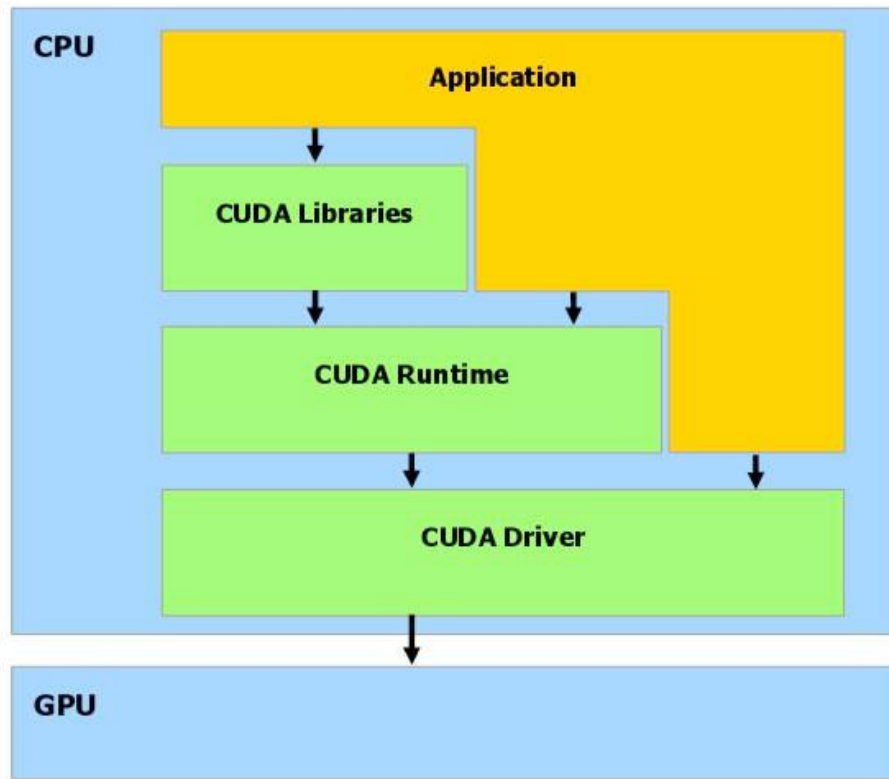 CPU
Application
CUDA Libraries
CUDA Runtime
CUDA Driver
GPU